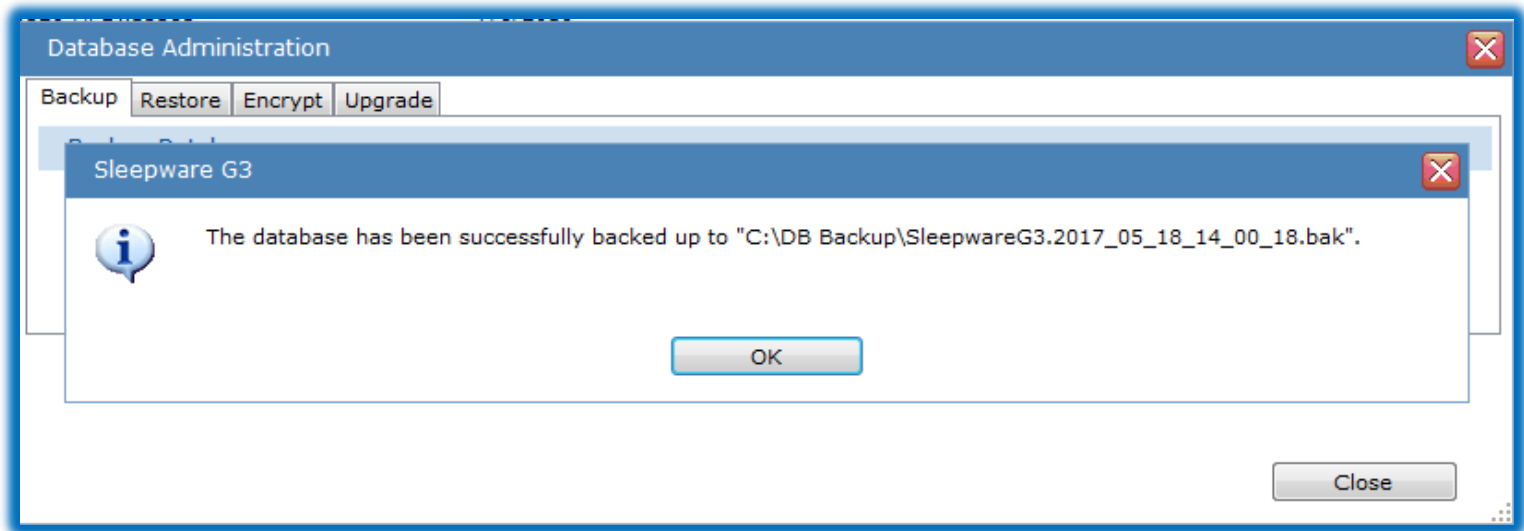 Database Administration
Backup Restore Encrypt Upgrade
Sleepware G3
The database has been successfully backed up to "C:\DB Backup\SleepwareG3.2017_05_18_14_00_18.bak".
OK
Close